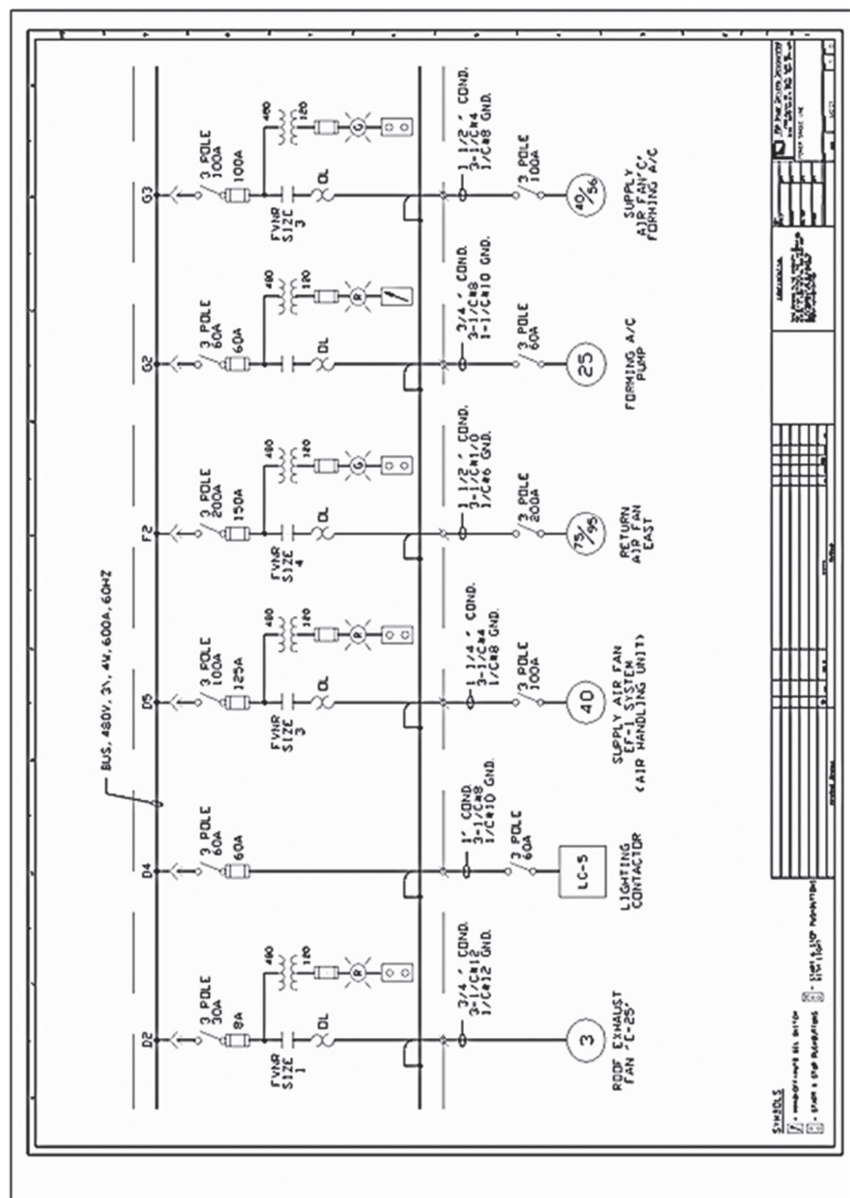 BUS, 480V, 3\, 4W, 600A, 60HZ
D2
3 POLE
30A
8A
FVNR
SIZE
1
OL
480
120
R
3/4 " COND.
3-1/C#12
1/C#12 GND.
3
ROOF EXHAUST
FAN 'E-25'
D4
3 POLE
60A
60A
1" COND.
3-1/C#8
1/C#10 GND.
3 POLE
60A
LC-5
LIGHTING
CONTACTOR
D5
3 POLE
100A
125A
FVNR
SIZE
3
OL
480
120
R
1 1/4 " COND.
3-1/C#4
1/C#8 GND.
3 POLE
100A
40
SUPPLY AIR FAN
EF-1 SYSTEM
<AIR HANDLING UNIT>
F2
3 POLE
200A
150A
FVNR
SIZE
4
OL
480
120
G
1 1/2 " COND.
3-1/C#1/0
1/C#6 GND.
3 POLE
200A
75/95
RETURN
AIR FAN
EAST
G2
3 POLE
60A
60A
OL
480
120
R
3/4 " COND.
3-1/C#8
1-1/C#10 GND.
3 POLE
60A
25
FORMING A/C
PUMP
G3
3 POLE
100A
100A
FVNR
SIZE
3
OL
480
120
G
1 1/2 " COND.
3-1/C#4
1/C#8 GND.
3 POLE
100A
40/56
SUPPLY
AIR FAN'C'
FORMING A/C
SYMBOLS
- START & STOP PUSHBUTTONS